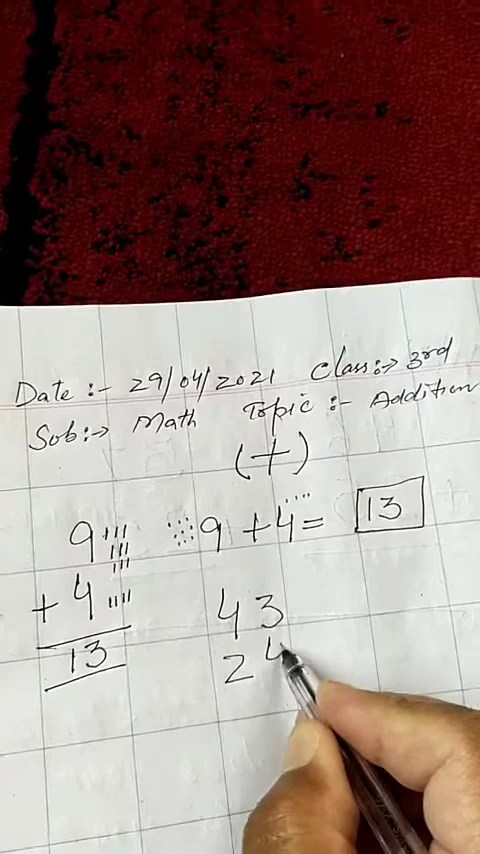 Date :- 29/04/2021 Class:-> 3rd
Sub:-> Math Topic :- Addition
(+)
9 + 4 = 13
9
+ 4
13
43
24